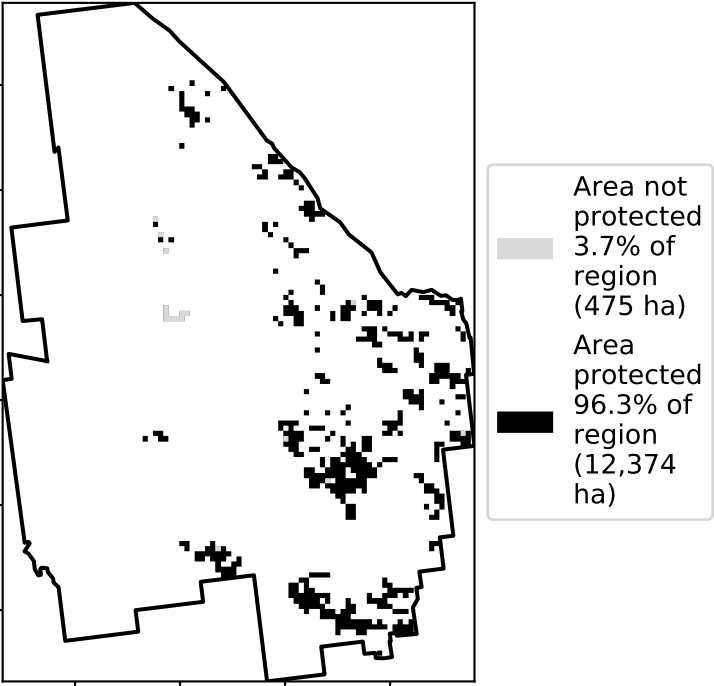 Area not
protected
3.7% of
region
(475 ha)
Area
protected
96.3% of
region
(12,374
ha)